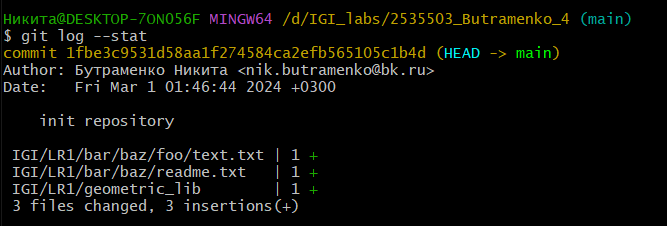 Никита@DESKTOP-7ON056F MINGW64 /d/IGI_labs/2535503_Butramenko_4 (main)
$ git log --stat
commit 1fbe3c9531d58aa1f274584ca2efb565105c1b4d (HEAD -> main)
Author: Бутраменко Никита <nik.butramenko@bk.ru>
Date:   Fri Mar 1 01:46:44 2024 +0300
init repository
IGI/LR1/bar/baz/foo/text.txt | 1 +
IGI/LR1/bar/baz/readme.txt   | 1 +
IGI/LR1/geometric_lib        | 1 +
3 files changed, 3 insertions(+)